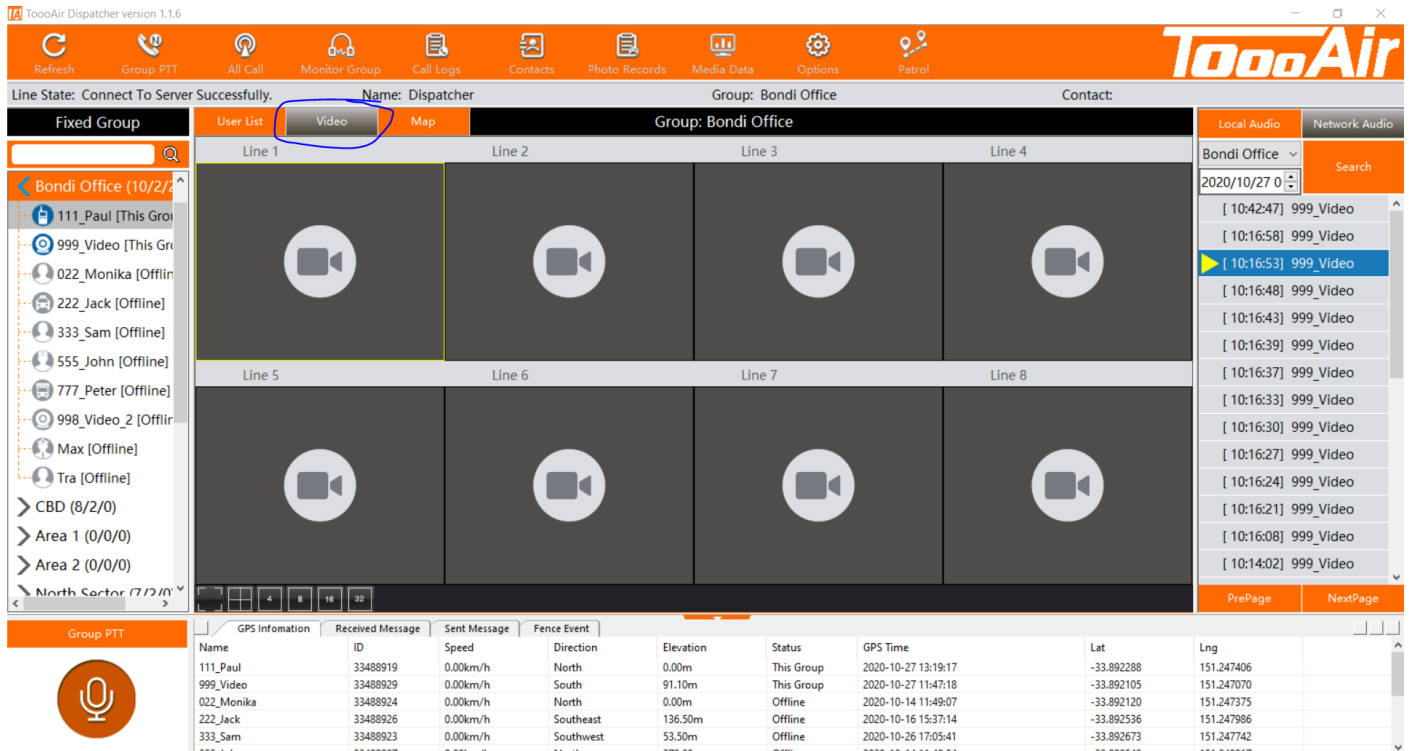 TA ToooAir Dispatcher version 1.1.6
Refresh Group PTT All Call Monitor Group Call Logs Contacts Photo Records Media Data Options Patrol
ToooAir
Line State: Connect To Server Successfully. Name: Dispatcher Group: Bondi Office Contact:
Fixed Group
User List Video Map Group: Bondi Office
Local Audio Network Audio
Bondi Office
Search
2020/10/27 0
Bondi Office (10/2/2
111_Paul [This Grou
999_Video [This Gro
022_Monika [Offlin
222_Jack [Offline]
333_Sam [Offline]
555_John [Offline]
777_Peter [Offline]
998_Video_2 [Offlin
Max [Offline]
Tra [Offline]
CBD (8/2/0)
Area 1 (0/0/0)
Area 2 (0/0/0)
North Sector (7/2/0)
Line 1 Line 2 Line 3 Line 4
Line 5 Line 6 Line 7 Line 8
4 8 16 32
[ 10:42:47] 999_Video
[ 10:16:58] 999_Video
[ 10:16:53] 999_Video
[ 10:16:48] 999_Video
[ 10:16:43] 999_Video
[ 10:16:39] 999_Video
[ 10:16:37] 999_Video
[ 10:16:33] 999_Video
[ 10:16:30] 999_Video
[ 10:16:27] 999_Video
[ 10:16:24] 999_Video
[ 10:16:21] 999_Video
[ 10:16:08] 999_Video
[ 10:14:02] 999_Video
PrePage NextPage
Group PTT
GPS Infomation Received Message Sent Message Fence Event
Name ID Speed Direction Elevation Status GPS Time Lat Lng
111_Paul 33488919 0.00km/h North 0.00m This Group 2020-10-27 13:19:17 -33.892288 151.247406
999_Video 33488929 0.00km/h South 91.10m This Group 2020-10-27 11:47:18 -33.892105 151.247070
022_Monika 33488924 0.00km/h North 0.00m Offline 2020-10-14 11:49:07 -33.892120 151.247375
222_Jack 33488926 0.00km/h Southeast 136.50m Offline 2020-10-16 15:37:14 -33.892536 151.247986
333_Sam 33488923 0.00km/h Southwest 53.50m Offline 2020-10-26 17:05:41 -33.892673 151.247742